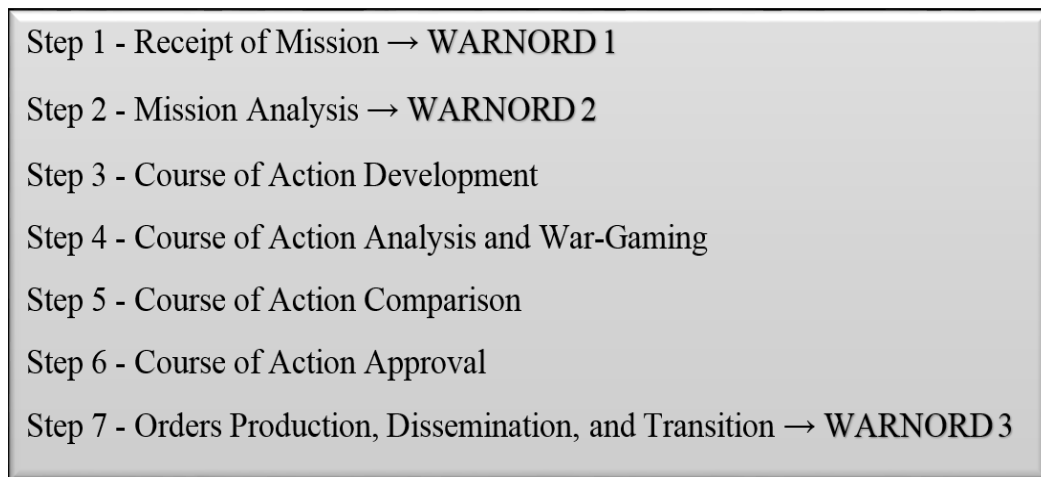 Step 1 - Receipt of Mission → WARNORD 1
Step 2 - Mission Analysis → WARNORD 2
Step 3 - Course of Action Development
Step 4 - Course of Action Analysis and War-Gaming
Step 5 - Course of Action Comparison
Step 6 - Course of Action Approval
Step 7 - Orders Production, Dissemination, and Transition → WARNORD 3